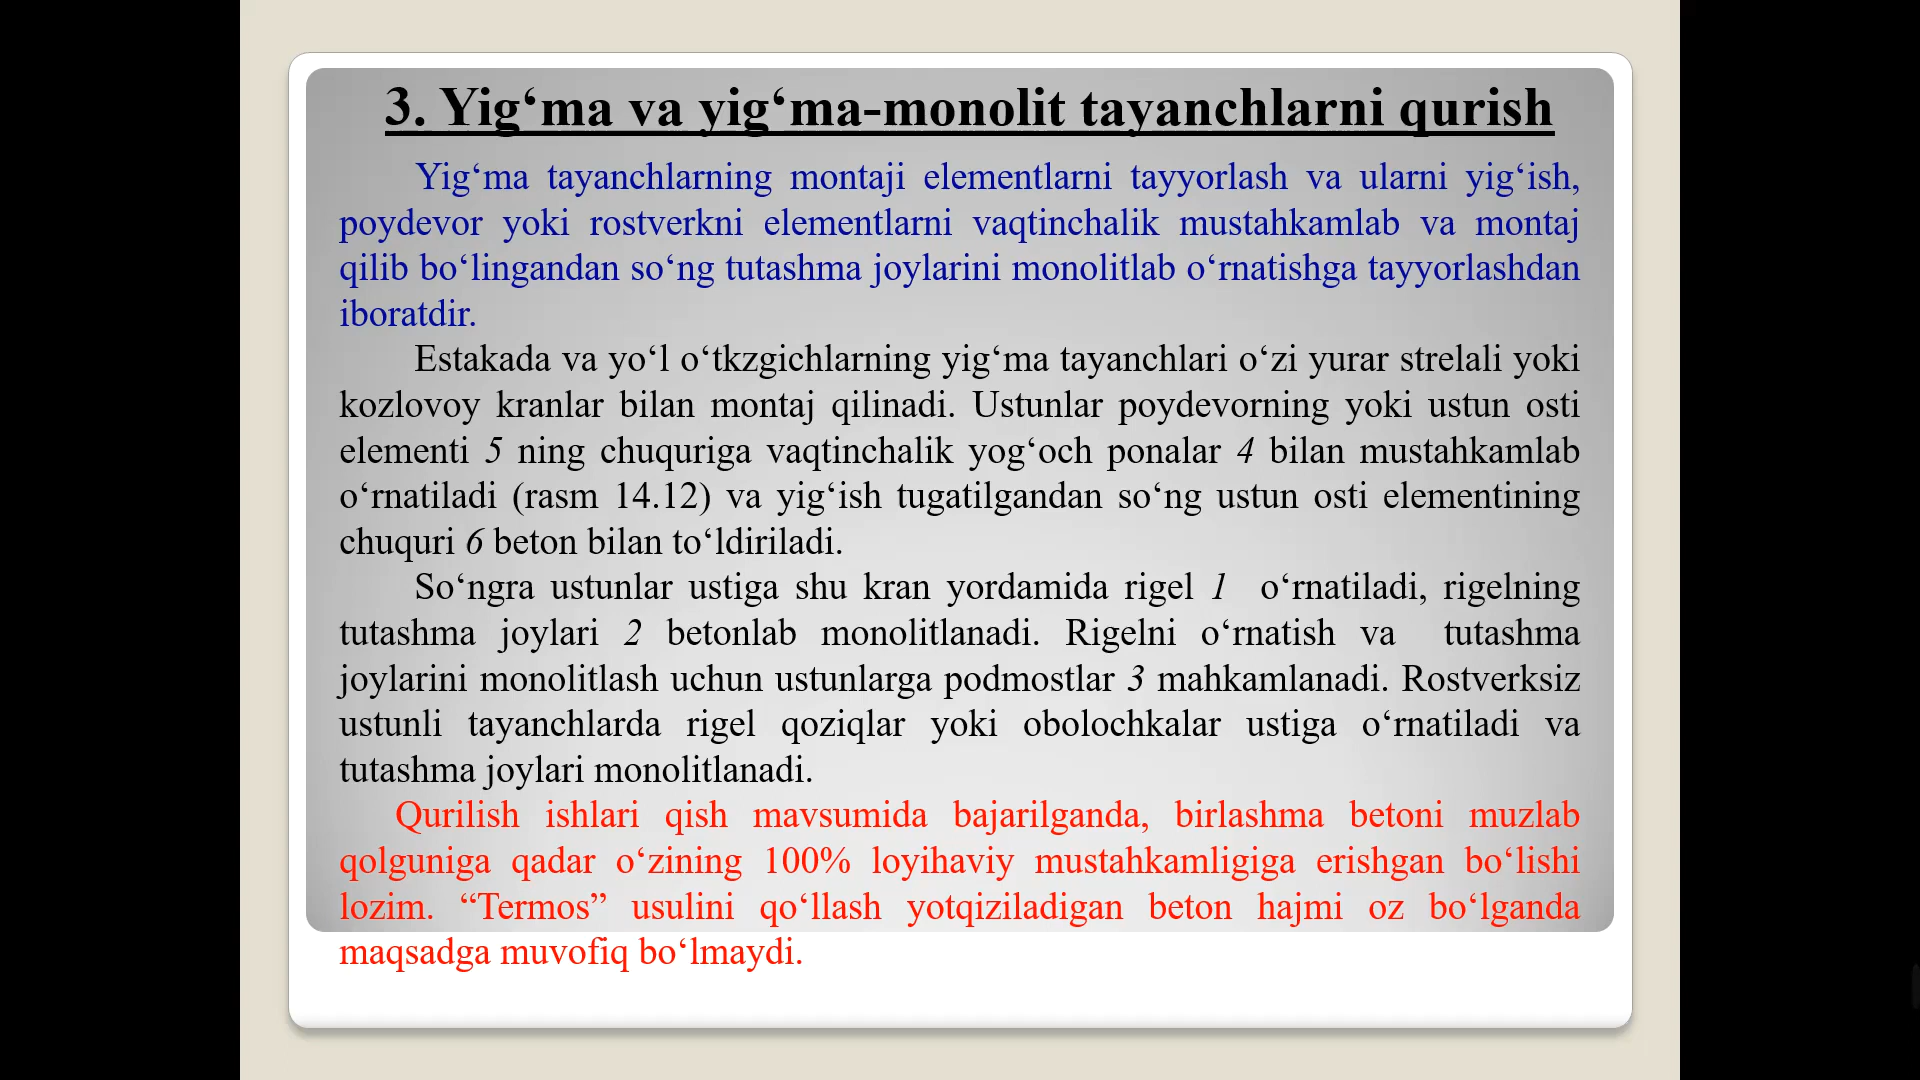 3. Yig‘ma va yig‘ma-monolit tayanchlarni qurish
Yig‘ma tayanchlarning montaji elementlarni tayyorlash va ularni yig‘ish,
poydevor yoki rostverkni elementlarni vaqtinchalik mustahkamlab va montaj
qilib bo‘lingandan so‘ng tutashma joylarini monolitlab o‘rnatishga tayyorlashdan
iboratdir.
Estakada va yo‘l o‘tkzgichlarning yig‘ma tayanchlari o‘zi yurar strelali yoki
kozlovoy kranlar bilan montaj qilinadi. Ustunlar poydevorning yoki ustun osti
elementi 5 ning chuquriga vaqtinchalik yog‘och ponalar 4 bilan mustahkamlab
o‘rnatiladi (rasm 14.12) va yig‘ish tugatilgandan so‘ng ustun osti elementining
chuquri 6 beton bilan to‘ldiriladi.
So‘ngra ustunlar ustiga shu kran yordamida rigel 1 o‘rnatiladi, rigelning
tutashma joylari 2 betonlab monolitlanadi. Rigelni o‘rnatish va tutashma
joylarini monolitlash uchun ustunlarga podmostlar 3 mahkamlanadi. Rostverksiz
ustunli tayanchlarda rigel qoziqlar yoki obolochkalar ustiga o‘rnatiladi va
tutashma joylari monolitlanadi.
Qurilish ishlari qish mavsumida bajarilganda, birlashma betoni muzlab
qolguniga qadar o‘zining 100% loyihaviy mustahkamligiga erishgan bo‘lishi
lozim. “Termos” usulini qo‘llash yotqiziladigan beton hajmi oz bo‘lganda
maqsadga muvofiq bo‘lmaydi.